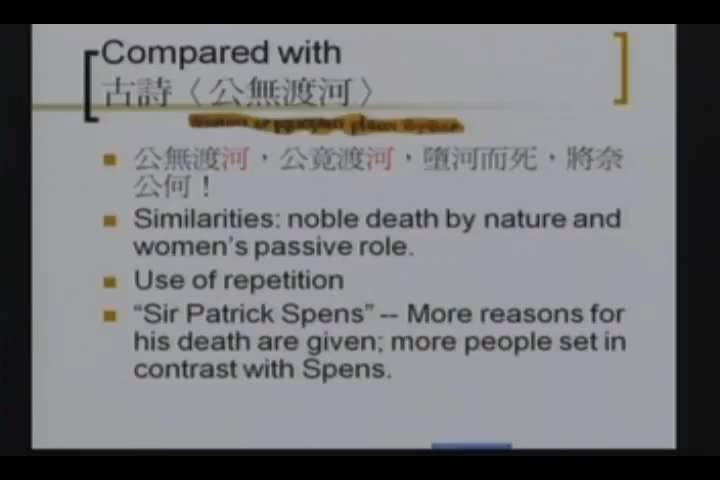 Compared with
古詩〈公無渡河〉
公無渡河，公竟渡河，墮河而死，將奈
公何！
Similarities: noble death by nature and
women's passive role.
Use of repetition
“Sir Patrick Spens” -- More reasons for
his death are given; more people set in
contrast with Spens.